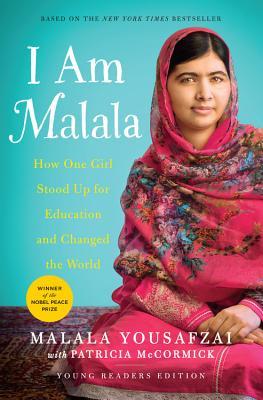 BASED ON THE NEW YORK TIMES BESTSELLER
I Am
Malala
How One Girl
Stood Up for
Education
and Changed
the World
WINNER
OF THE
NOBEL PEACE
PRIZE
MALALA YOUSAFZAI
with PATRICIA McCORMICK
YOUNG READERS EDITION